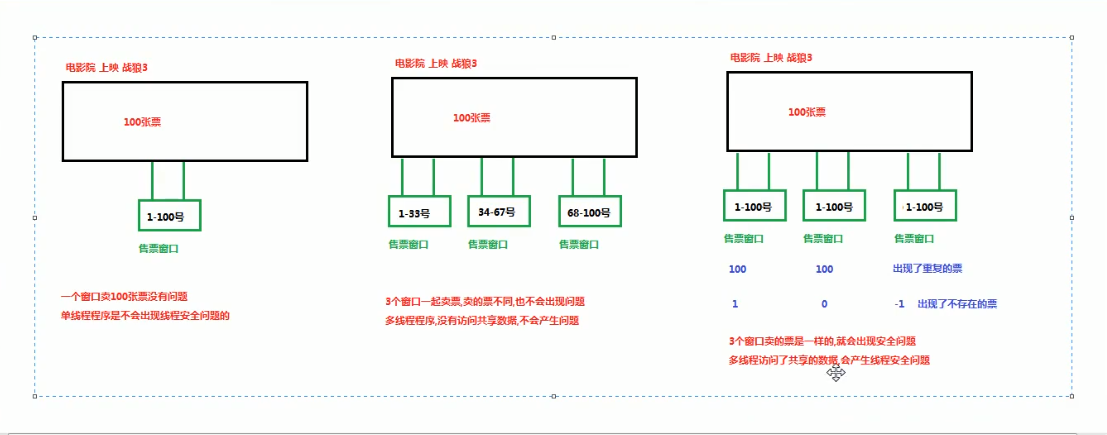 电影院 上映 战狼3
100张票
1-100号
售票窗口
一个窗口卖100张票没有问题
单线程程序是不会出现线程安全问题的
电影院 上映 战狼3
100张票
1-33号 34-67号 68-100号
售票窗口 售票窗口 售票窗口
3个窗口一起卖票,卖的票不同,也不会出现问题
多线程程序,没有访问共享数据,不会产生问题
电影院 上映 战狼3
100张票
1-100号 1-100号 1-100号
售票窗口 售票窗口 售票窗口
100 100 出现了重复的票
1 0 -1 出现了不存在的票
3个窗口卖的票是一样的,就会出现安全问题
多线程访问了共享的数据,会产生线程安全问题